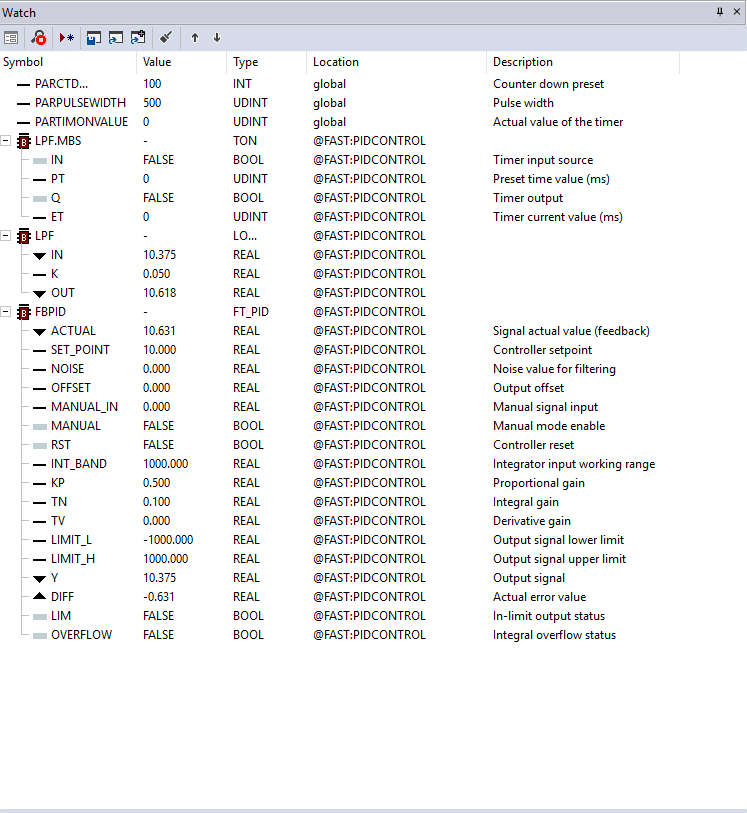 Watch
Symbol Value Type Location Description
PARCTD... 100 INT global Counter down preset
PARPULSEWIDTH 500 UDINT global Pulse width
PARTIMONVALUE 0 UDINT global Actual value of the timer
B LPF.MBS - TON @FAST:PIDCONTROL
IN FALSE BOOL @FAST:PIDCONTROL Timer input source
PT 0 UDINT @FAST:PIDCONTROL Preset time value (ms)
Q FALSE BOOL @FAST:PIDCONTROL Timer output
ET 0 UDINT @FAST:PIDCONTROL Timer current value (ms)
B LPF - LO... @FAST:PIDCONTROL
IN 10.375 REAL @FAST:PIDCONTROL
K 0.050 REAL @FAST:PIDCONTROL
OUT 10.618 REAL @FAST:PIDCONTROL
B FBPID - FT_PID @FAST:PIDCONTROL
ACTUAL 10.631 REAL @FAST:PIDCONTROL Signal actual value (feedback)
SET_POINT 10.000 REAL @FAST:PIDCONTROL Controller setpoint
NOISE 0.000 REAL @FAST:PIDCONTROL Noise value for filtering
OFFSET 0.000 REAL @FAST:PIDCONTROL Output offset
MANUAL_IN 0.000 REAL @FAST:PIDCONTROL Manual signal input
MANUAL FALSE BOOL @FAST:PIDCONTROL Manual mode enable
RST FALSE BOOL @FAST:PIDCONTROL Controller reset
INT_BAND 1000.000 REAL @FAST:PIDCONTROL Integrator input working range
KP 0.500 REAL @FAST:PIDCONTROL Proportional gain
TN 0.100 REAL @FAST:PIDCONTROL Integral gain
TV 0.000 REAL @FAST:PIDCONTROL Derivative gain
LIMIT_L -1000.000 REAL @FAST:PIDCONTROL Output signal lower limit
LIMIT_H 1000.000 REAL @FAST:PIDCONTROL Output signal upper limit
Y 10.375 REAL @FAST:PIDCONTROL Output signal
DIFF -0.631 REAL @FAST:PIDCONTROL Actual error value
LIM FALSE BOOL @FAST:PIDCONTROL In-limit output status
OVERFLOW FALSE BOOL @FAST:PIDCONTROL Integral overflow status